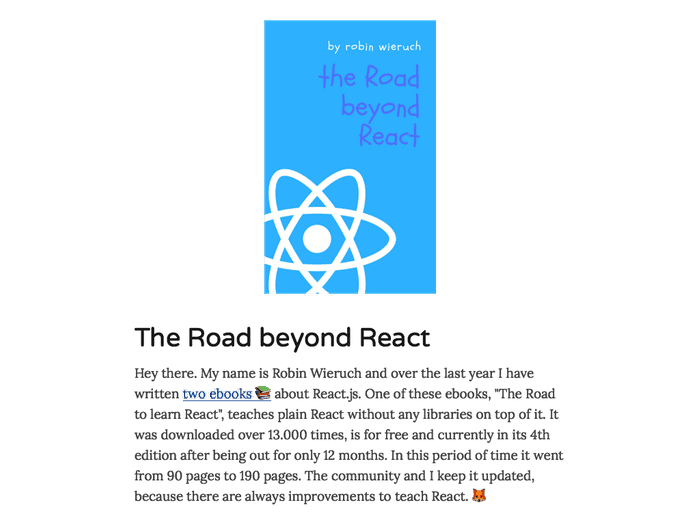 by robin wieruch
the Road
beyond
React
The Road beyond React
Hey there. My name is Robin Wieruch and over the last year I have
written two ebooks 📚 about React.js. One of these ebooks, "The Road
to learn React", teaches plain React without any libraries on top of it. It
was downloaded over 13.000 times, is for free and currently in its 4th
edition after being out for only 12 months. In this period of time it went
from 90 pages to 190 pages. The community and I keep it updated,
because there are always improvements to teach React. 🦊